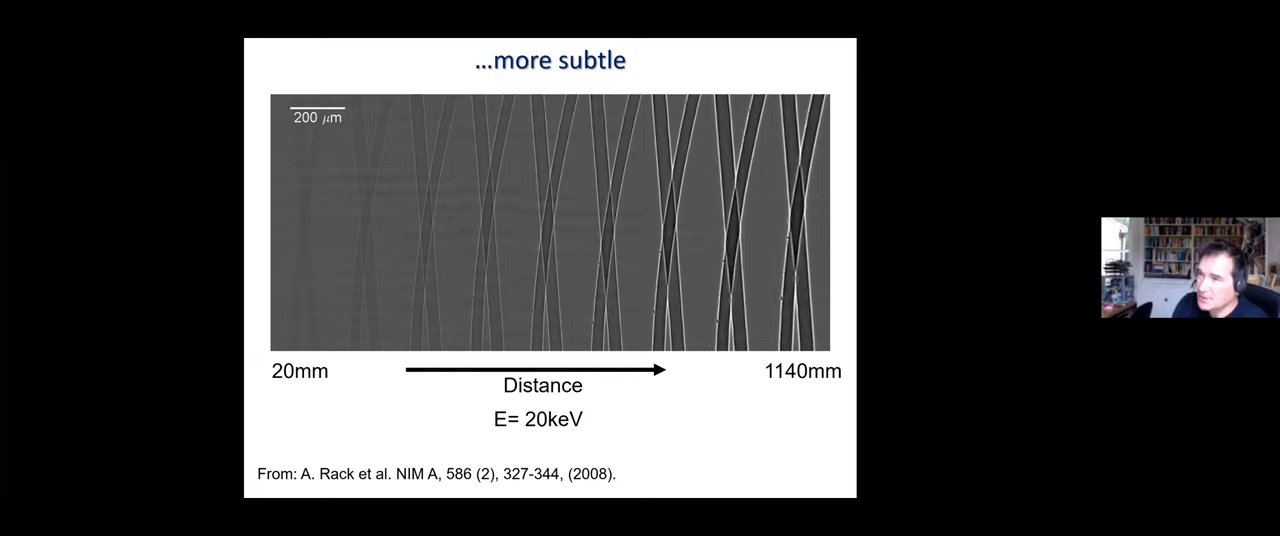 ...more subtle
200 μm
20mm
1140mm
Distance
E= 20keV
From: A. Rack et al. NIM A, 586 (2), 327-344, (2008).